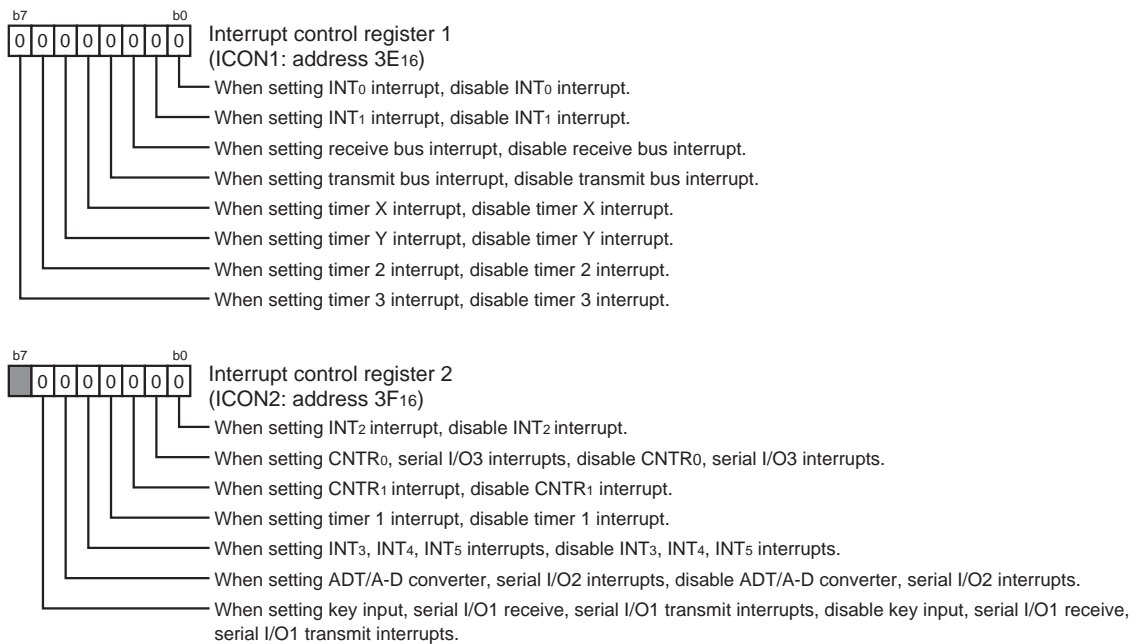 b7 b0
0 0 0 0 0 0 0 0 Interrupt control register 1
(ICON1: address 3E16)
When setting INT0 interrupt, disable INT0 interrupt.
When setting INT1 interrupt, disable INT1 interrupt.
When setting receive bus interrupt, disable receive bus interrupt.
When setting transmit bus interrupt, disable transmit bus interrupt.
When setting timer X interrupt, disable timer X interrupt.
When setting timer Y interrupt, disable timer Y interrupt.
When setting timer 2 interrupt, disable timer 2 interrupt.
When setting timer 3 interrupt, disable timer 3 interrupt.
b7 b0
0 0 0 0 0 0 0 Interrupt control register 2
(ICON2: address 3F16)
When setting INT2 interrupt, disable INT2 interrupt.
When setting CNTR0, serial I/O3 interrupts, disable CNTR0, serial I/O3 interrupts.
When setting CNTR1 interrupt, disable CNTR1 interrupt.
When setting timer 1 interrupt, disable timer 1 interrupt.
When setting INT3, INT4, INT5 interrupts, disable INT3, INT4, INT5 interrupts.
When setting ADT/A-D converter, serial I/O2 interrupts, disable ADT/A-D converter, serial I/O2 interrupts.
When setting key input, serial I/O1 receive, serial I/O1 transmit interrupts, disable key input, serial I/O1 receive,
serial I/O1 transmit interrupts.